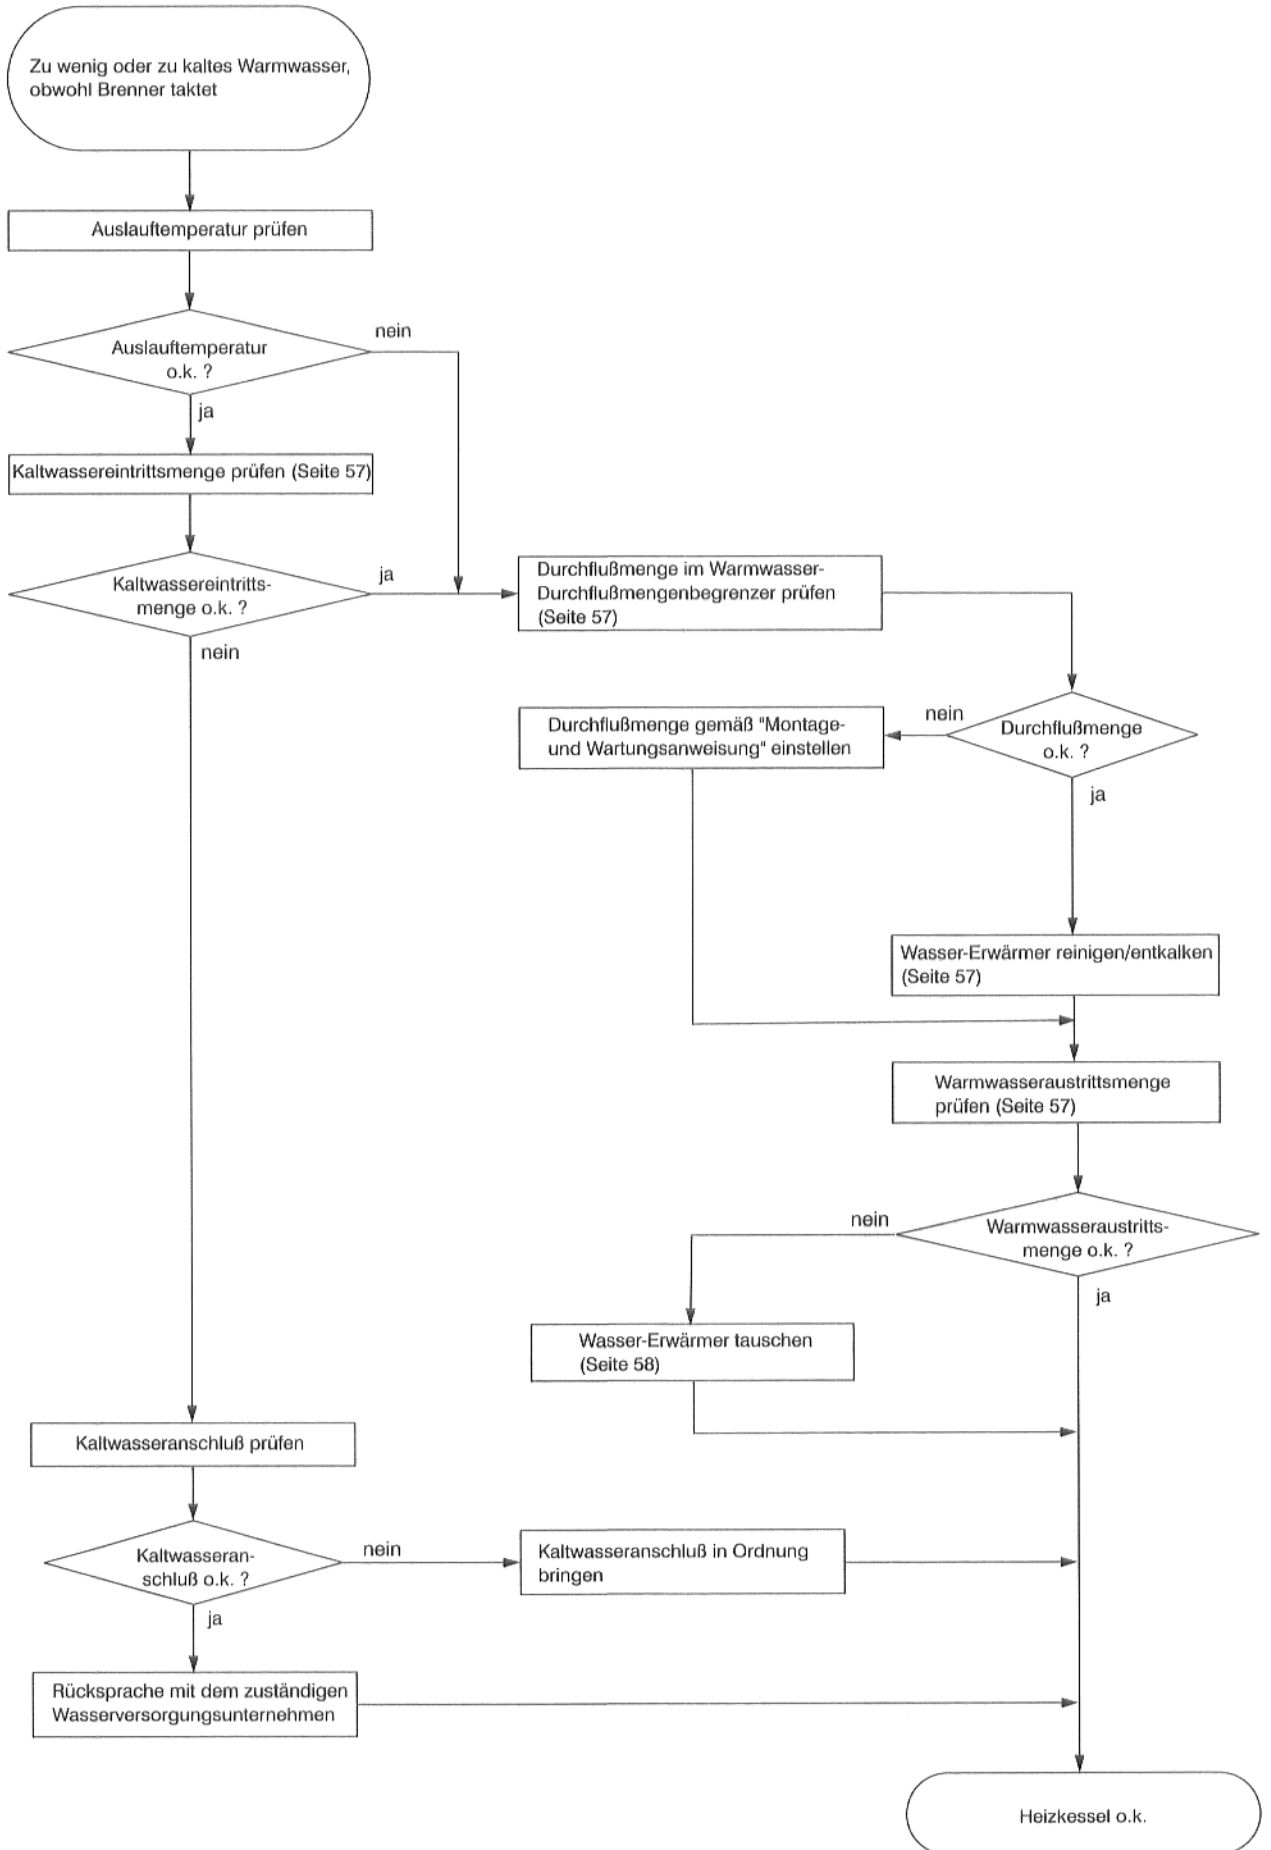 Zu wenig oder zu kaltes Warmwasser,
obwohl Brenner taktet
Auslauftemperatur prüfen
Auslauftemperatur
o.k. ?
nein
ja
Kaltwassereintrittsmenge prüfen (Seite 57)
Kaltwassereintritts-
menge o.k. ?
ja
nein
Durchflußmenge im Warmwasser-
Durchflußmengenbegrenzer prüfen
(Seite 57)
Durchflußmenge
o.k. ?
nein
ja
Durchflußmenge gemäß "Montage-
und Wartungsanweisung" einstellen
Wasser-Erwärmer reinigen/entkalken
(Seite 57)
Warmwasseraustrittsmenge
prüfen (Seite 57)
Warmwasseraustritts-
menge o.k. ?
nein
ja
Wasser-Erwärmer tauschen
(Seite 58)
Kaltwasseranschluß prüfen
Kaltwasseran-
schluß o.k. ?
nein
ja
Kaltwasseranschluß in Ordnung
bringen
Rücksprache mit dem zuständigen
Wasserversorgungsunternehmen
Heizkessel o.k.